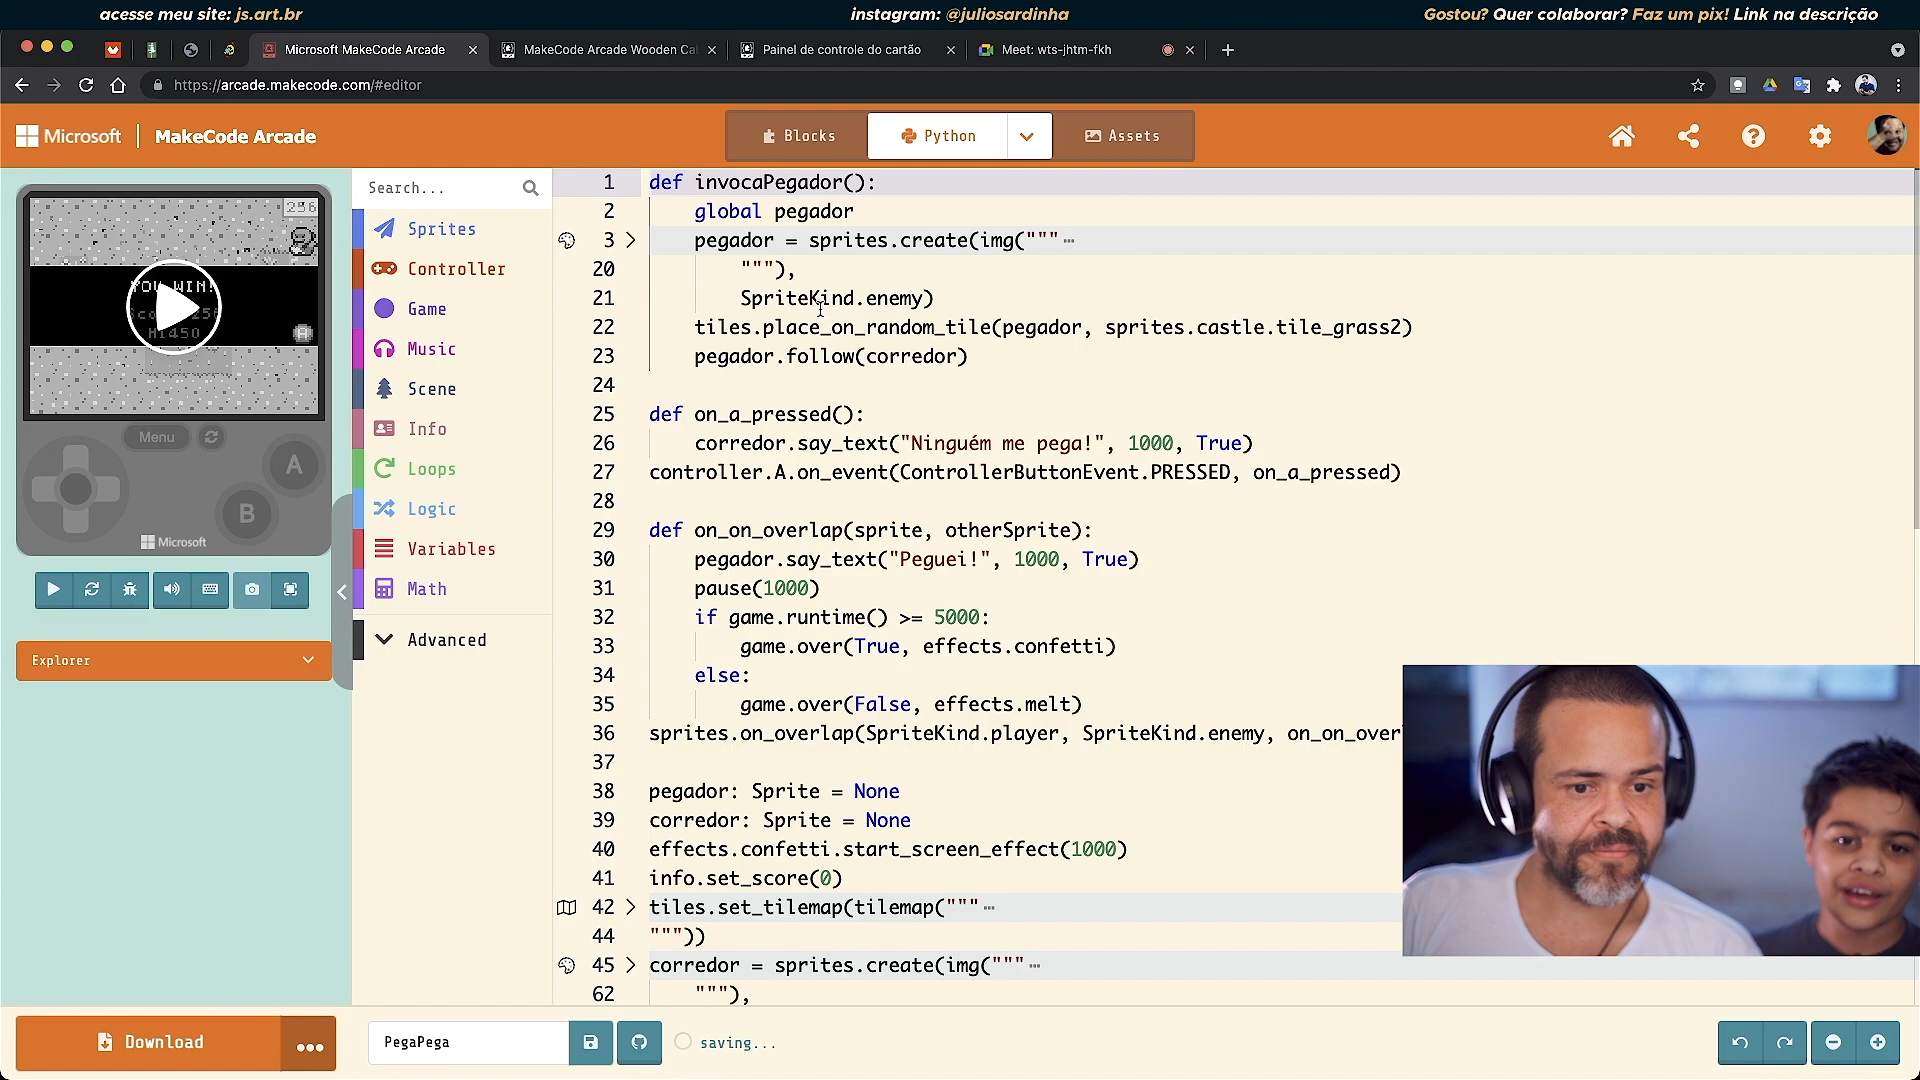 acesse meu site: js.art.br
instagram: @juliosardinha
Gostou? Quer colaborar? Faz um pix! Link na descrição
Microsoft MakeCode Arcade
MakeCode Arcade Wooden Ca
Painel de controle do cartão
Meet: wts-jhtm-fkh
https://arcade.makecode.com/#editor
Microsoft
MakeCode Arcade
Blocks
Python
Assets
256
YOU WIN!
HI450
Menu
A
B
Microsoft
Explorer
Search...
Sprites
Controller
Game
Music
Scene
Info
Loops
Logic
Variables
Math
Advanced
1 def invocaPegador():
2 global pegador
3 pegador = sprites.create(img("""
20 """),
21 SpriteKind.enemy)
22 tiles.place_on_random_tile(pegador, sprites.castle.tile_grass2)
23 pegador.follow(corredor)
24
25 def on_a_pressed():
26 corredor.say_text("Ninguém me pega!", 1000, True)
27 controller.A.on_event(ControllerButtonEvent.PRESSED, on_a_pressed)
28
29 def on_on_overlap(sprite, otherSprite):
30 pegador.say_text("Peguei!", 1000, True)
31 pause(1000)
32 if game.runtime() >= 5000:
33 game.over(True, effects.confetti)
34 else:
35 game.over(False, effects.melt)
36 sprites.on_overlap(SpriteKind.player, SpriteKind.enemy, on_on_over
37
38 pegador: Sprite = None
39 corredor: Sprite = None
40 effects.confetti.start_screen_effect(1000)
41 info.set_score(0)
42 tiles.set_tilemap(tilemap("""
44 """))
45 corredor = sprites.create(img("""
62 """),
Download
PegaPega
saving...